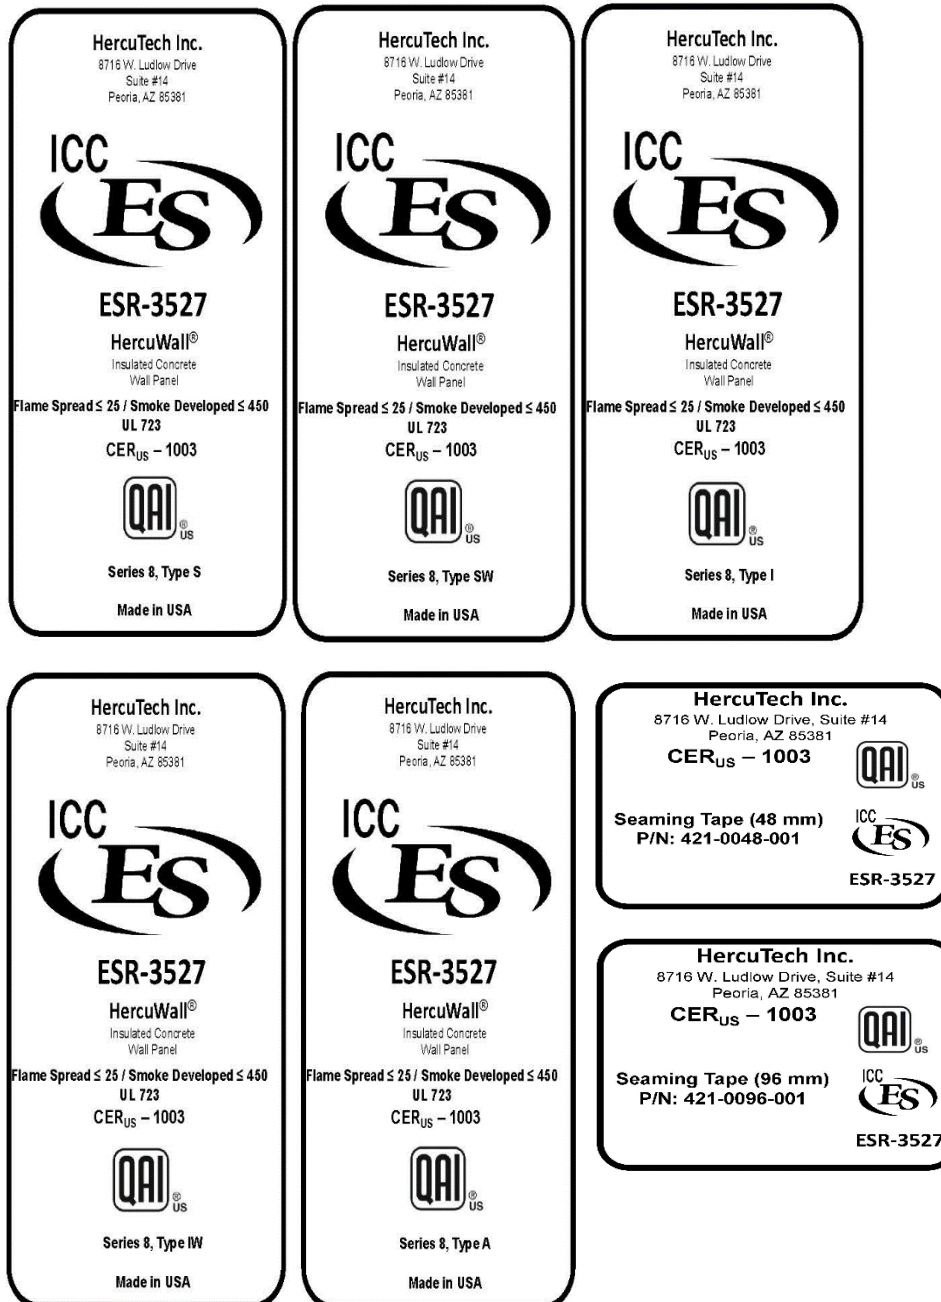 HercuTech Inc.
8716 W. Ludlow Drive
Suite #14
Peoria, AZ 85381
ICC
ES
ESR-3527
HercuWall®
Insulated Concrete
Wall Panel
Flame Spread ≤ 25 / Smoke Developed ≤ 450
UL 723
CERUS – 1003
QAI ®
US
Series 8, Type S
Made in USA
HercuTech Inc.
8716 W. Ludlow Drive
Suite #14
Peoria, AZ 85381
ICC
ES
ESR-3527
HercuWall®
Insulated Concrete
Wall Panel
Flame Spread ≤ 25 / Smoke Developed ≤ 450
UL 723
CERUS – 1003
QAI ®
US
Series 8, Type SW
Made in USA
HercuTech Inc.
8716 W. Ludlow Drive
Suite #14
Peoria, AZ 85381
ICC
ES
ESR-3527
HercuWall®
Insulated Concrete
Wall Panel
Flame Spread ≤ 25 / Smoke Developed ≤ 450
UL 723
CERUS – 1003
QAI ®
US
Series 8, Type I
Made in USA
HercuTech Inc.
8716 W. Ludlow Drive
Suite #14
Peoria, AZ 85381
ICC
ES
ESR-3527
HercuWall®
Insulated Concrete
Wall Panel
Flame Spread ≤ 25 / Smoke Developed ≤ 450
UL 723
CERUS – 1003
QAI ®
US
Series 8, Type IW
Made in USA
HercuTech Inc.
8716 W. Ludlow Drive
Suite #14
Peoria, AZ 85381
ICC
ES
ESR-3527
HercuWall®
Insulated Concrete
Wall Panel
Flame Spread ≤ 25 / Smoke Developed ≤ 450
UL 723
CERUS – 1003
QAI ®
US
Series 8, Type A
Made in USA
HercuTech Inc.
8716 W. Ludlow Drive, Suite #14
Peoria, AZ 85381
CERUS – 1003
QAI ®
US
Seaming Tape (48 mm)
P/N: 421-0048-001
ICC
ES
ESR-3527
HercuTech Inc.
8716 W. Ludlow Drive, Suite #14
Peoria, AZ 85381
CERUS – 1003
QAI ®
US
Seaming Tape (96 mm)
P/N: 421-0096-001
ICC
ES
ESR-3527